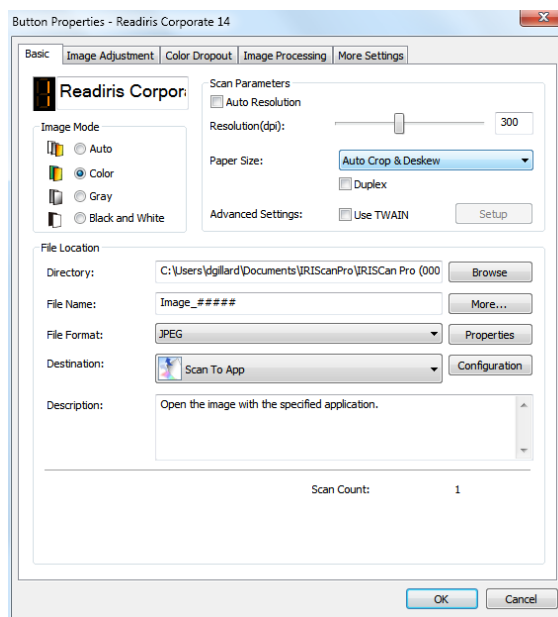 Button Properties - Readiris Corporate 14
Basic Image Adjustment Color Dropout Image Processing More Settings
Readiris Corpor
Image Mode
Auto
Color
Gray
Black and White
Scan Parameters
Auto Resolution
Resolution(dpi): 300
Paper Size: Auto Crop & Deskew
Duplex
Advanced Settings: Use TWAIN Setup
File Location
Directory: C:\Users\dgillard\Documents\IRIScanPro\IRISCan Pro (000 Browse
File Name: Image_##### More...
File Format: JPEG Properties
Destination: Scan To App Configuration
Description: Open the image with the specified application.
Scan Count: 1
OK Cancel